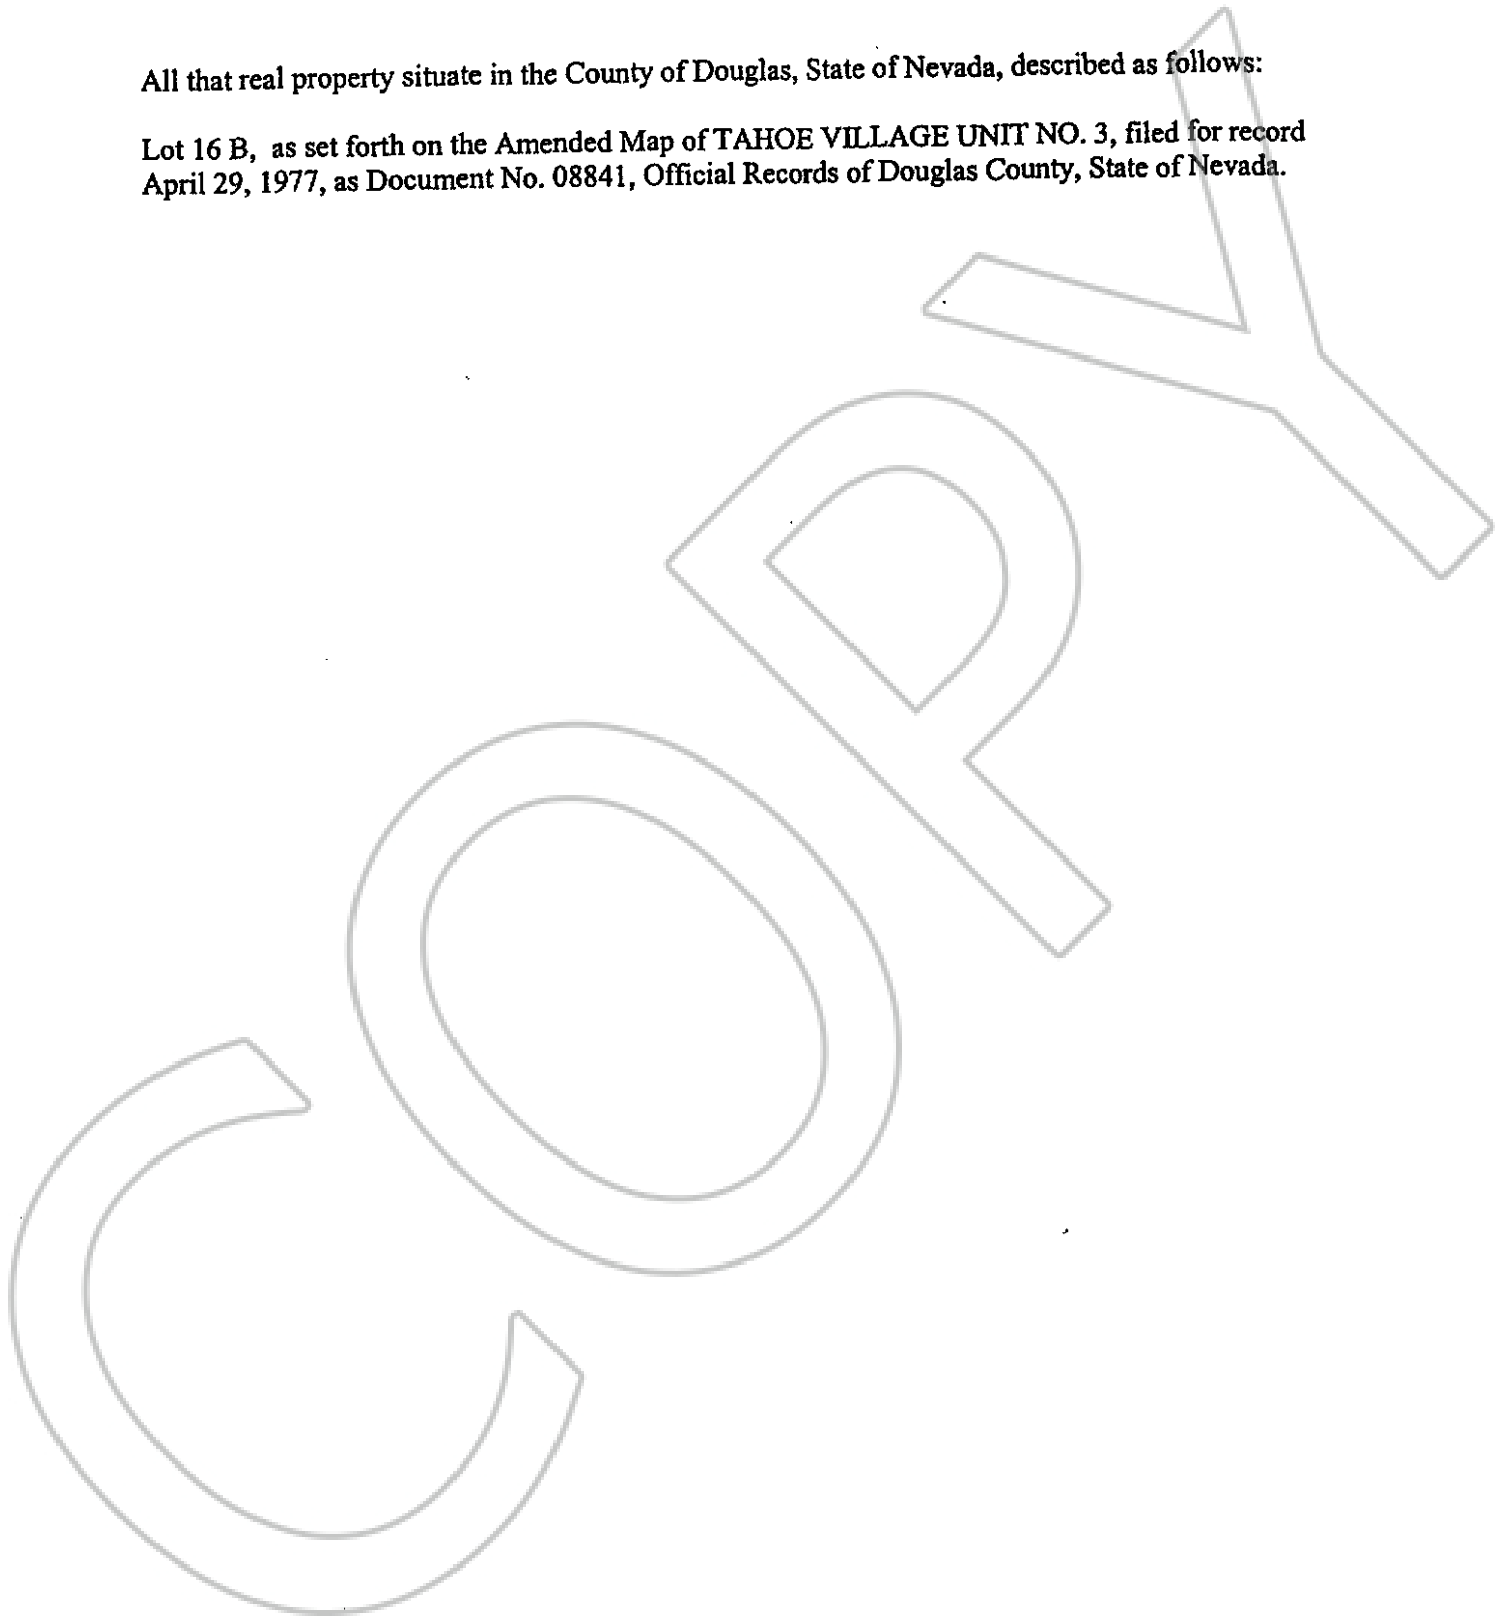 All that real property situate in the County of Douglas, State of Nevada, described as follows:
Lot 16 B, as set forth on the Amended Map of TAHOE VILLAGE UNIT NO. 3, filed for record
April 29, 1977, as Document No. 08841, Official Records of Douglas County, State of Nevada.
COPY